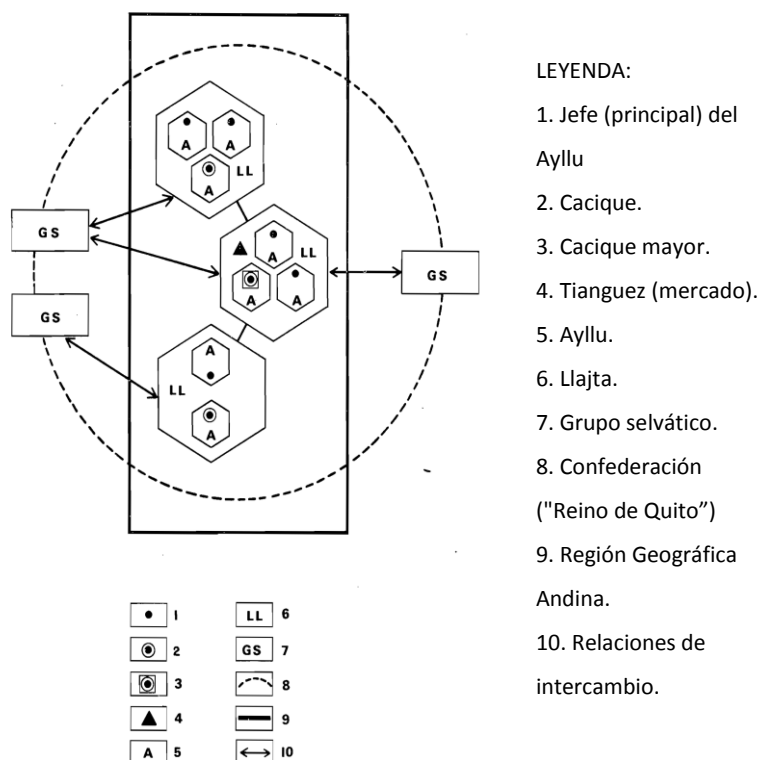 A
A
LL
A
GS
A
LL
A
A
GS
GS
A
LL
A
LEYENDA:
1. Jefe (principal) del
Ayllu
2. Cacique.
3. Cacique mayor.
4. Tianguez (mercado).
5. Ayllu.
6. Llajta.
7. Grupo selvático.
8. Confederación
("Reino de Quito”)
9. Región Geográfica
Andina.
10. Relaciones de
intercambio.
1
LL 6
2
GS 7
3
8
4
9
A 5
10